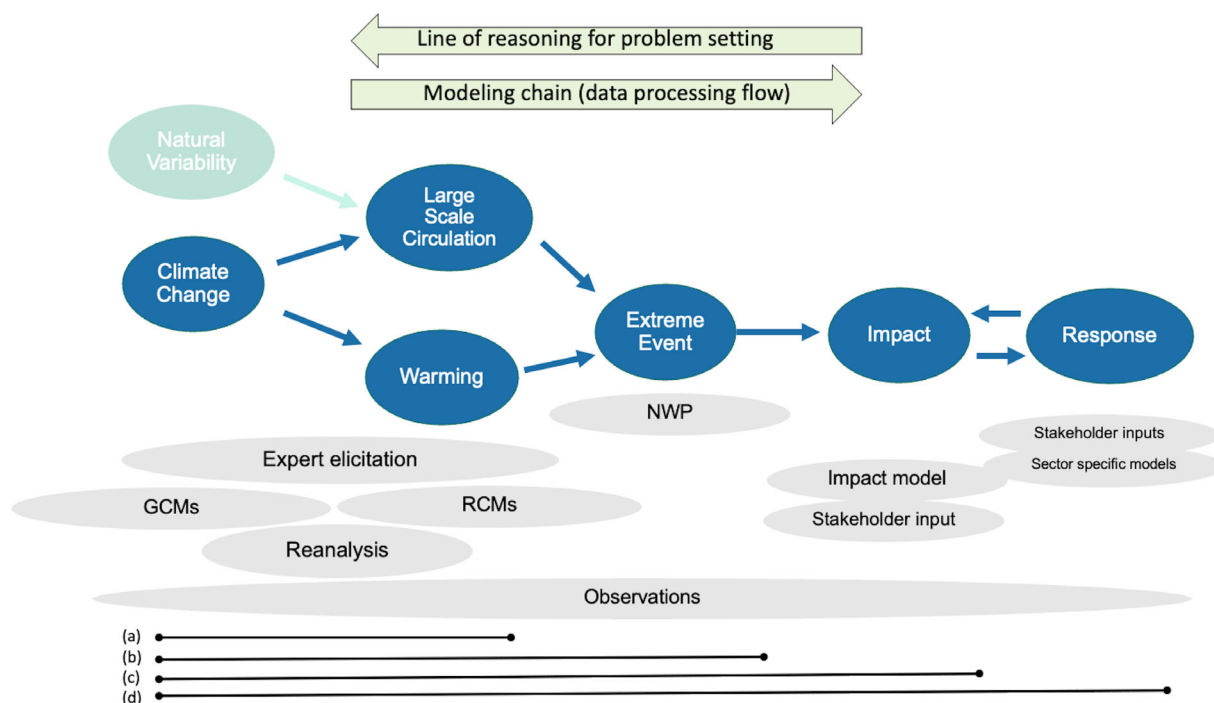 Line of reasoning for problem setting
Modeling chain (data processing flow)
Natural
Variability
Large
Scale
Circulation
Climate
Change
Extreme
Event
Impact
Response
Warming
NWP
Stakeholder inputs
Expert elicitation
Sector specific models
Impact model
GCMs
RCMs
Stakeholder input
Reanalysis
Observations
(a)
(b)
(c)
(d)